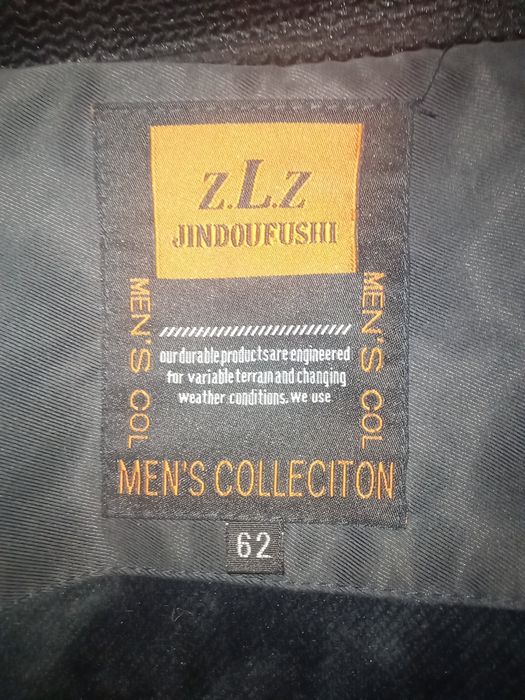 Z.L.Z
JINDOUFUSHI
MEN'S COL
MEN'S COL
our durable products are engineered
for variable terrain and changing
weather conditions. we use
MEN'S COLLECITON
62